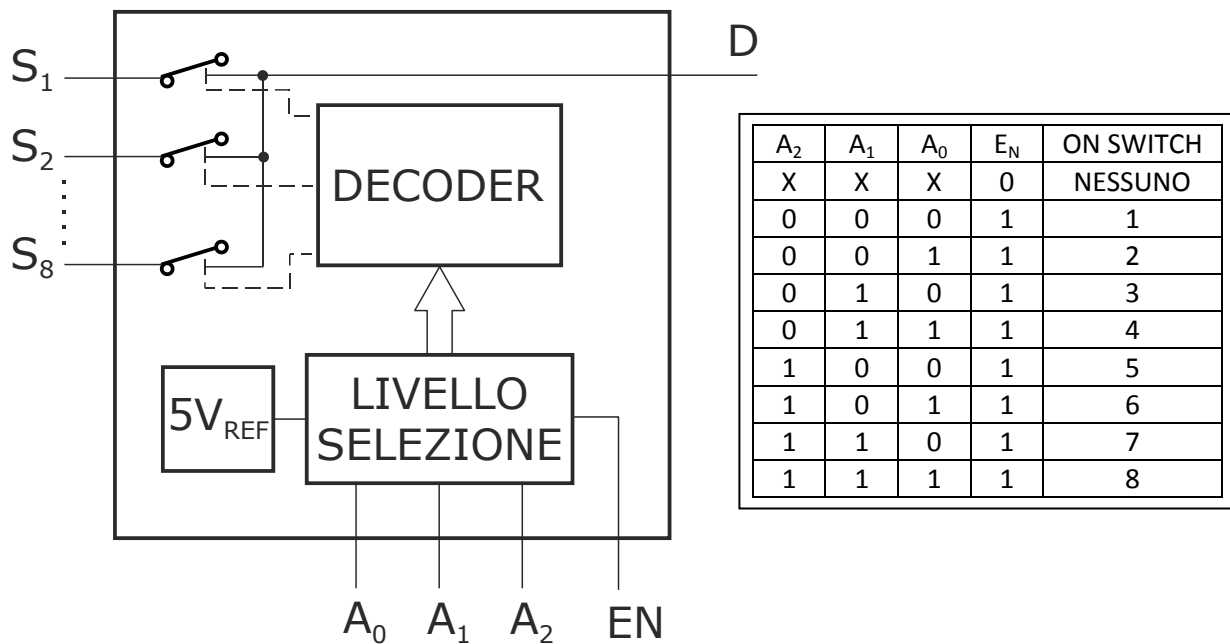 S₁
S₂
S₈
D
DECODER
5V_REF
LIVELLO
SELEZIONE
A₀ A₁ A₂ EN
A₂ A₁ A₀ E_N ON SWITCH
X X X 0 NESSUNO
0 0 0 1 1
0 0 1 1 2
0 1 0 1 3
0 1 1 1 4
1 0 0 1 5
1 0 1 1 6
1 1 0 1 7
1 1 1 1 8